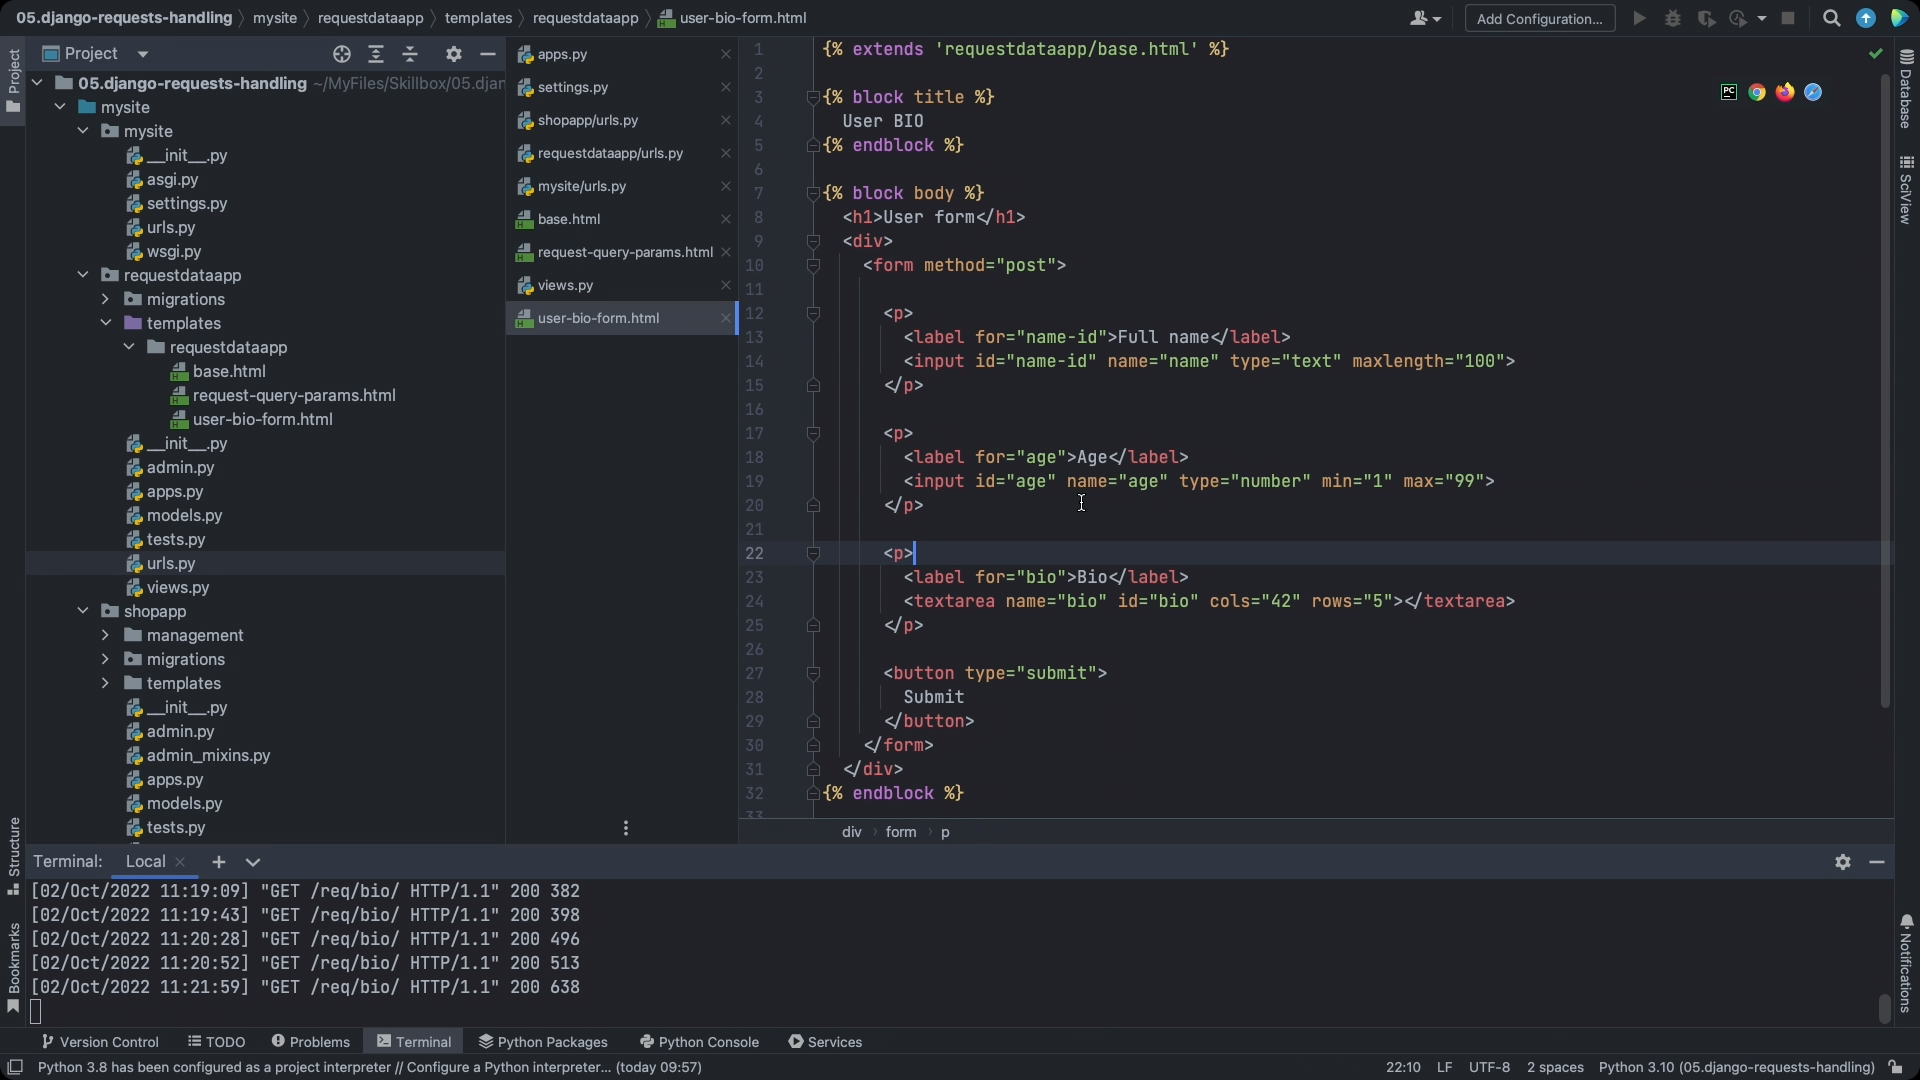 05.django-requests-handling mysite requestdataapp templates requestdataapp user-bio-form.html
Add Configuration...
Project
Project
05.django-requests-handling ~/MyFiles/Skillbox/05.djan
mysite
mysite
__init__.py
asgi.py
settings.py
urls.py
wsgi.py
requestdataapp
migrations
templates
requestdataapp
base.html
request-query-params.html
user-bio-form.html
__init__.py
admin.py
apps.py
models.py
tests.py
urls.py
views.py
shopapp
management
migrations
templates
__init__.py
admin.py
admin_mixins.py
apps.py
models.py
tests.py
apps.py
settings.py
shopapp/urls.py
requestdataapp/urls.py
mysite/urls.py
base.html
request-query-params.html
views.py
user-bio-form.html
1 {% extends 'requestdataapp/base.html' %}
2
3 {% block title %}
4 User BIO
5 {% endblock %}
6
7 {% block body %}
8 <h1>User form</h1>
9 <div>
10 <form method="post">
11
12 <p>
13 <label for="name-id">Full name</label>
14 <input id="name-id" name="name" type="text" maxlength="100">
15 </p>
16
17 <p>
18 <label for="age">Age</label>
19 <input id="age" name="age" type="number" min="1" max="99">
20 </p>
21
22 <p>
23 <label for="bio">Bio</label>
24 <textarea name="bio" id="bio" cols="42" rows="5"></textarea>
25 </p>
26
27 <button type="submit">
28 Submit
29 </button>
30 </form>
31 </div>
32 {% endblock %}
33
div form p
PC
Database
SciView
Notifications
Structure
Bookmarks
Terminal: Local
[02/Oct/2022 11:19:09] "GET /req/bio/ HTTP/1.1" 200 382
[02/Oct/2022 11:19:43] "GET /req/bio/ HTTP/1.1" 200 398
[02/Oct/2022 11:20:28] "GET /req/bio/ HTTP/1.1" 200 496
[02/Oct/2022 11:20:52] "GET /req/bio/ HTTP/1.1" 200 513
[02/Oct/2022 11:21:59] "GET /req/bio/ HTTP/1.1" 200 638
Version Control TODO Problems Terminal Python Packages Python Console Services
Python 3.8 has been configured as a project interpreter // Configure a Python interpreter... (today 09:57) 22:10 LF UTF-8 2 spaces Python 3.10 (05.django-requests-handling)